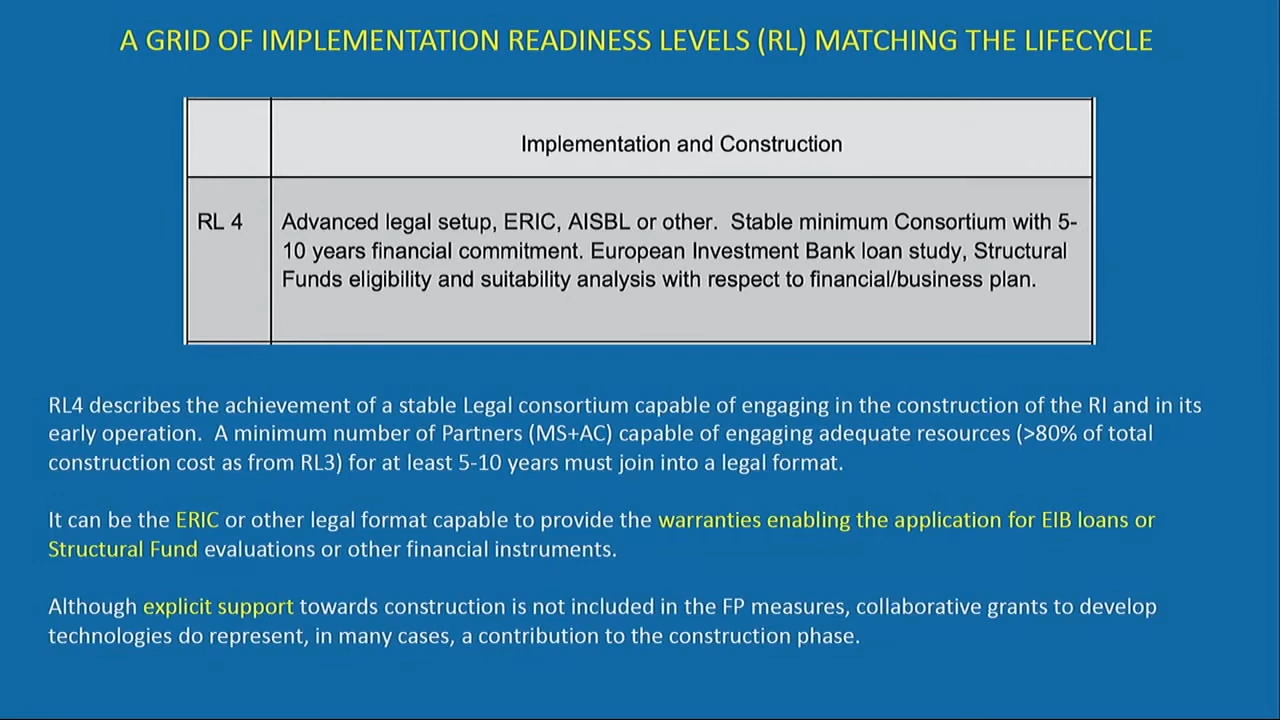 A GRID OF IMPLEMENTATION READINESS LEVELS (RL) MATCHING THE LIFECYCLE
Implementation and Construction
RL 4
Advanced legal setup, ERIC, AISBL or other.  Stable minimum Consortium with 5-
10 years financial commitment. European Investment Bank loan study, Structural
Funds eligibility and suitability analysis with respect to financial/business plan.
RL4 describes the achievement of a stable Legal consortium capable of engaging in the construction of the RI and in its
early operation.  A minimum number of Partners (MS+AC) capable of engaging adequate resources (>80% of total
construction cost as from RL3) for at least 5-10 years must join into a legal format.
It can be the ERIC or other legal format capable to provide the warranties enabling the application for EIB loans or
Structural Fund evaluations or other financial instruments.
Although explicit support towards construction is not included in the FP measures, collaborative grants to develop
technologies do represent, in many cases, a contribution to the construction phase.